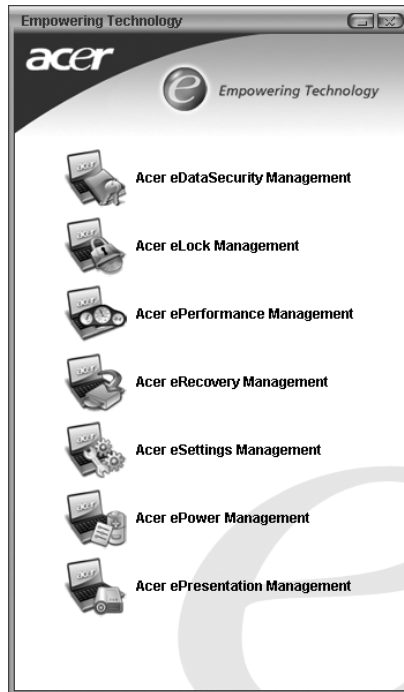 Empowering Technology
acer
e Empowering Technology
Acer eDataSecurity Management
Acer eLock Management
Acer ePerformance Management
Acer eRecovery Management
Acer eSettings Management
Acer ePower Management
Acer ePresentation Management